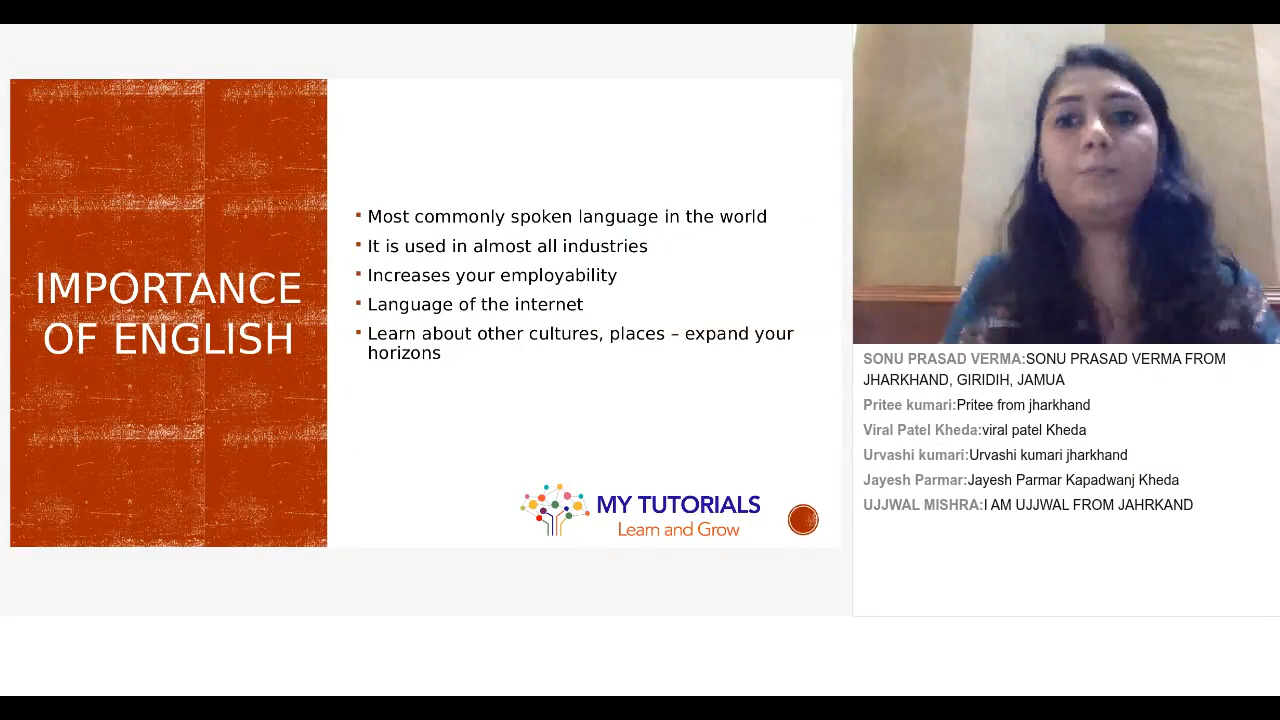 IMPORTANCE
OF ENGLISH
Most commonly spoken language in the world
It is used in almost all industries
Increases your employability
Language of the internet
Learn about other cultures, places – expand your
horizons
MY TUTORIALS
Learn and Grow
SONU PRASAD VERMA:SONU PRASAD VERMA FROM
JHARKHAND, GIRIDIH, JAMUA
Pritee kumari:Pritee from jharkhand
Viral Patel Kheda:viral patel Kheda
Urvashi kumari:Urvashi kumari jharkhand
Jayesh Parmar:Jayesh Parmar Kapadwanj Kheda
UJJWAL MISHRA:I AM UJJWAL FROM JAHRKAND